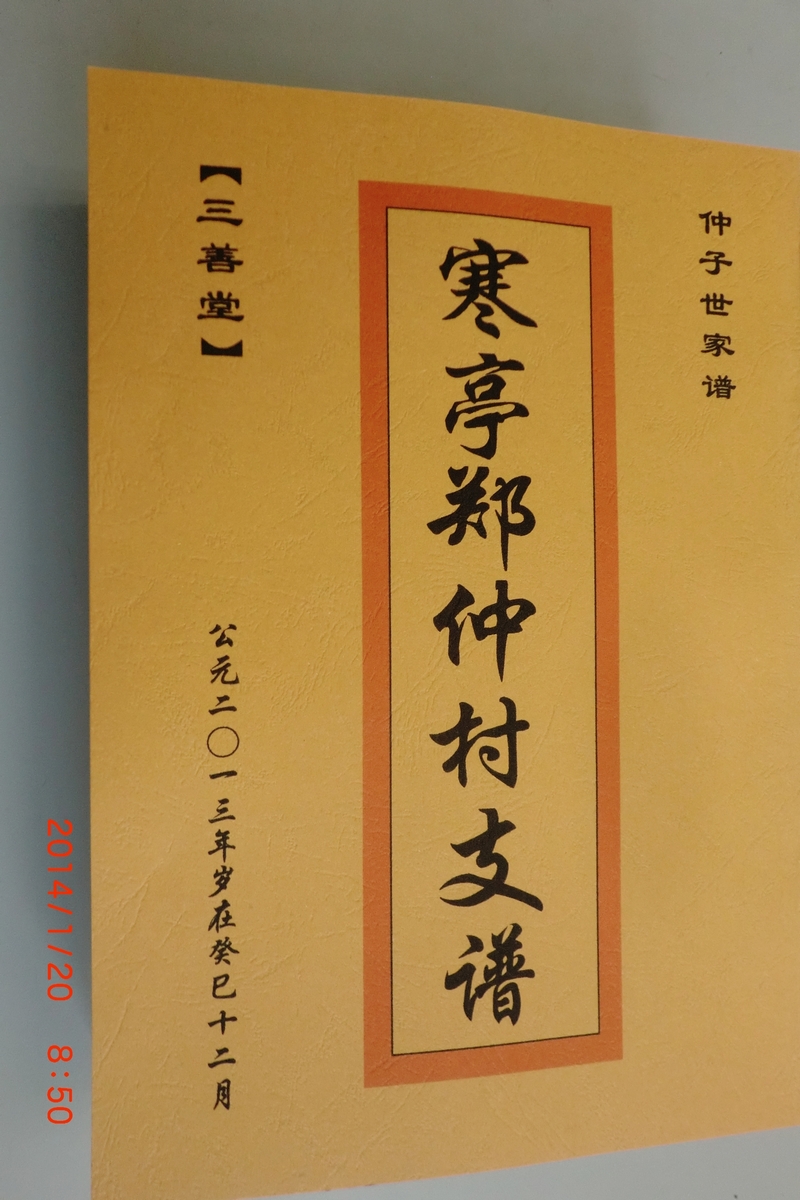 仲子世家谱
寒亭郑仲村支谱
【三善堂】
公元二〇一三年岁在癸巳十二月
2014/1/20 8:50